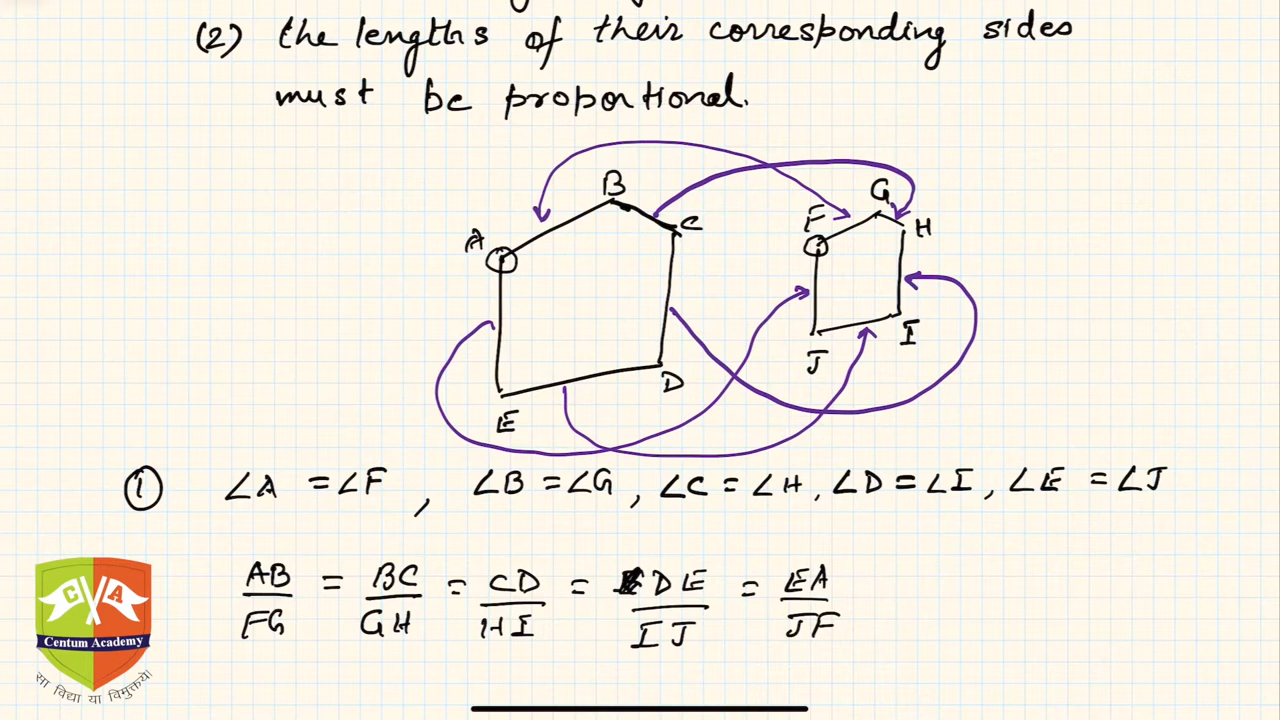 (2) the lengths of their corresponding sides
must be proportional.
B
G
A
C
F
H
D
I
J
E
① ∠A = ∠F , ∠B = ∠G , ∠C = ∠H , ∠D = ∠I , ∠E = ∠J
AB/FG = BC/GH = CD/HI = DE/IJ = EA/JF
C A
Centum Academy
सा विद्या या विमुक्तये।